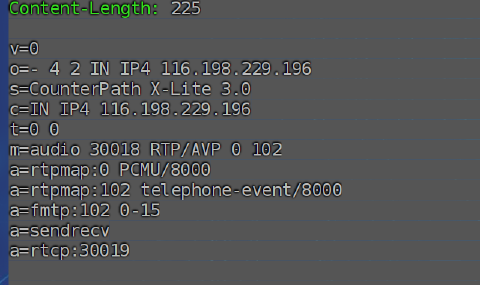 Content-Length: 225
v=0
o=- 4 2 IN IP4 116.198.229.196
s=CounterPath X-Lite 3.0
c=IN IP4 116.198.229.196
t=0 0
m=audio 30018 RTP/AVP 0 102
a=rtpmap:0 PCMU/8000
a=rtpmap:102 telephone-event/8000
a=fmtp:102 0-15
a=sendrecv
a=rtcp:30019